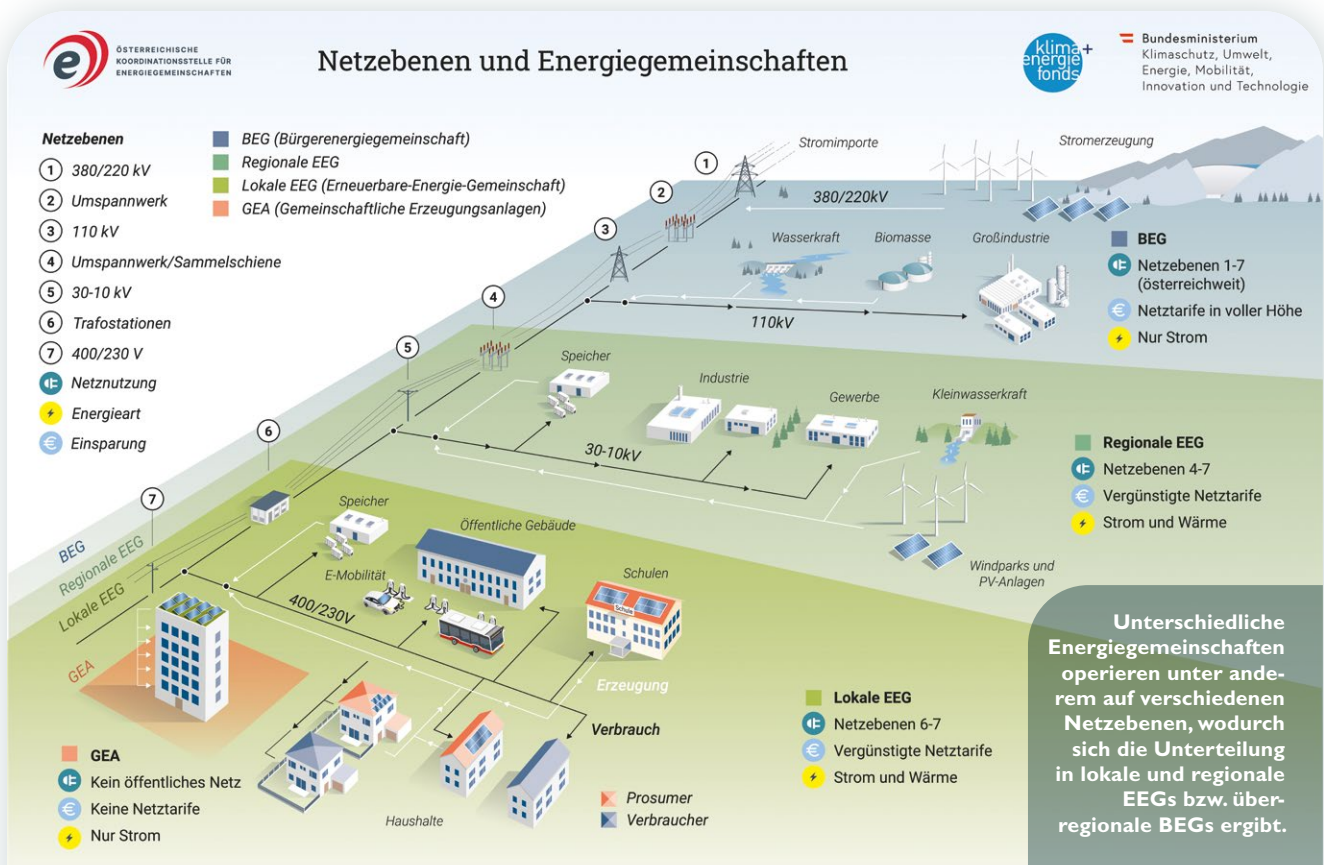 ÖSTERREICHISCHE
KOORDINATIONSSTELLE FÜR
ENERGIEGEMEINSCHAFTEN
Netzebenen und Energiegemeinschaften
klima+
energie
fonds
Bundesministerium
Klimaschutz, Umwelt,
Energie, Mobilität,
Innovation und Technologie
Netzebenen
1 380/220 kV
2 Umspannwerk
3 110 kV
4 Umspannwerk/Sammelschiene
5 30-10 kV
6 Trafostationen
7 400/230 V
Netznutzung
Energieart
€ Einsparung
BEG (Bürgerenergiegemeinschaft)
Regionale EEG
Lokale EEG (Erneuerbare-Energie-Gemeinschaft)
GEA (Gemeinschaftliche Erzeugungsanlagen)
1
Stromimporte
Stromerzeugung
2
380/220kV
3
Wasserkraft
Biomasse
Großindustrie
110kV
BEG
Netzebenen 1-7
(österreichweit)
€ Netztarife in voller Höhe
Nur Strom
4
5
Speicher
Industrie
Gewerbe
Kleinwasserkraft
30-10kV
Windparks und
PV-Anlagen
Regionale EEG
Netzebenen 4-7
€ Vergünstigte Netztarife
Strom und Wärme
6
7
Speicher
Öffentliche Gebäude
E-Mobilität
Schulen
Schule
400/230V
Erzeugung
Verbrauch
Haushalte
BEG
Regionale EEG
Lokale EEG
GEA
GEA
Kein öffentliches Netz
€ Keine Netztarife
Nur Strom
Prosumer
Verbraucher
Lokale EEG
Netzebenen 6-7
€ Vergünstigte Netztarife
Strom und Wärme
Unterschiedliche
Energiegemeinschaften
operieren unter ande-
rem auf verschiedenen
Netzebenen, wodurch
sich die Unterteilung
in lokale und regionale
EEGs bzw. über-
regionale BEGs ergibt.